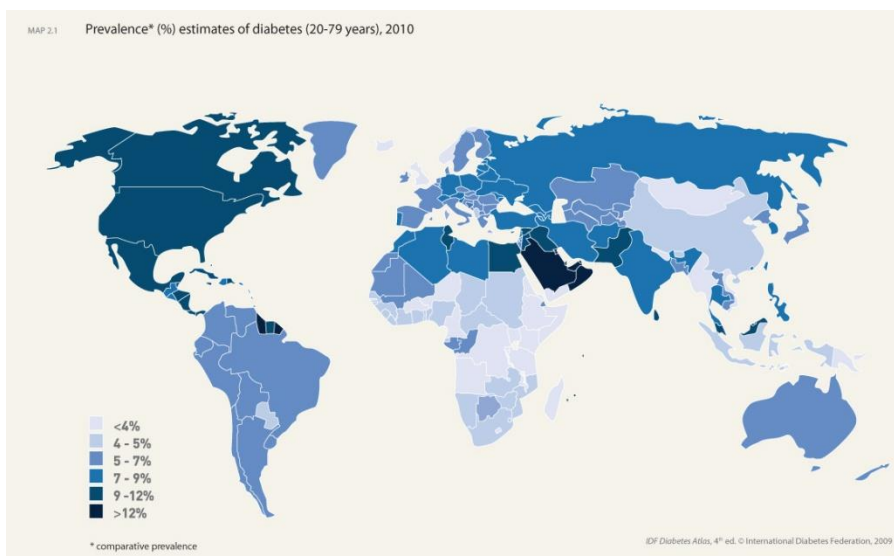 MAP 2.1 Prevalence* (%) estimates of diabetes (20-79 years), 2010
<4%
4 - 5%
5 - 7%
7 - 9%
9 -12%
>12%
* comparative prevalence
IDF Diabetes Atlas, 4th ed. © International Diabetes Federation, 2009